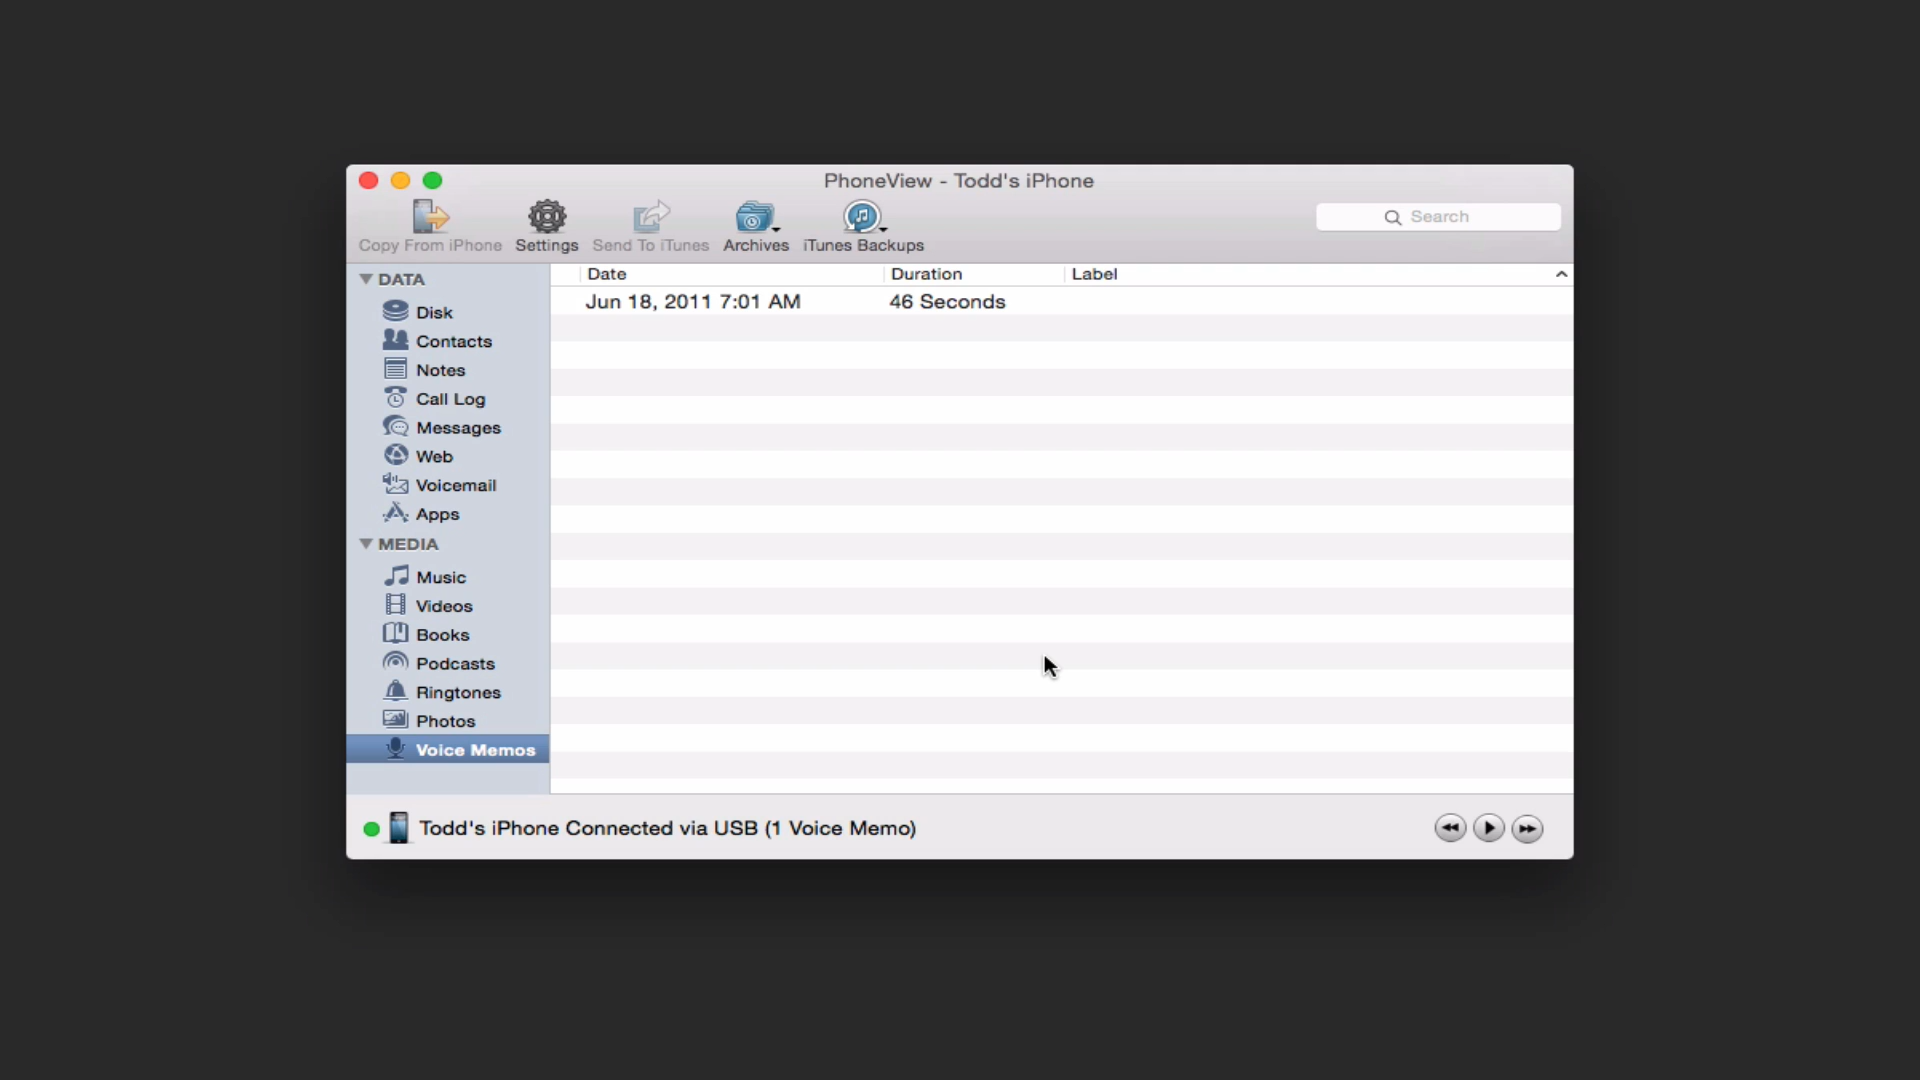 PhoneView - Todd's iPhone
Copy From iPhone Settings Send To iTunes Archives iTunes Backups Search
DATA
Disk
Contacts
Notes
Call Log
Messages
Web
Voicemail
Apps
MEDIA
Music
Videos
Books
Podcasts
Ringtones
Photos
Voice Memos
Date Duration Label
Jun 18, 2011 7:01 AM 46 Seconds
Todd's iPhone Connected via USB (1 Voice Memo)